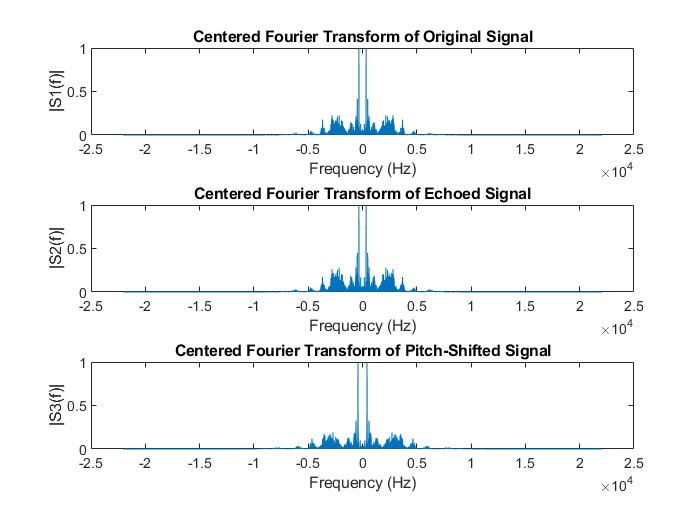 Centered Fourier Transform of Original Signal
|S1(f)|
1
0.5
0
-2.5 -2 -1.5 -1 -0.5 0 0.5 1 1.5 2 2.5
Frequency (Hz)
×10^4
Centered Fourier Transform of Echoed Signal
|S2(f)|
1
0.5
0
-2.5 -2 -1.5 -1 -0.5 0 0.5 1 1.5 2 2.5
Frequency (Hz)
×10^4
Centered Fourier Transform of Pitch-Shifted Signal
|S3(f)|
1
0.5
0
-2.5 -2 -1.5 -1 -0.5 0 0.5 1 1.5 2 2.5
Frequency (Hz)
×10^4